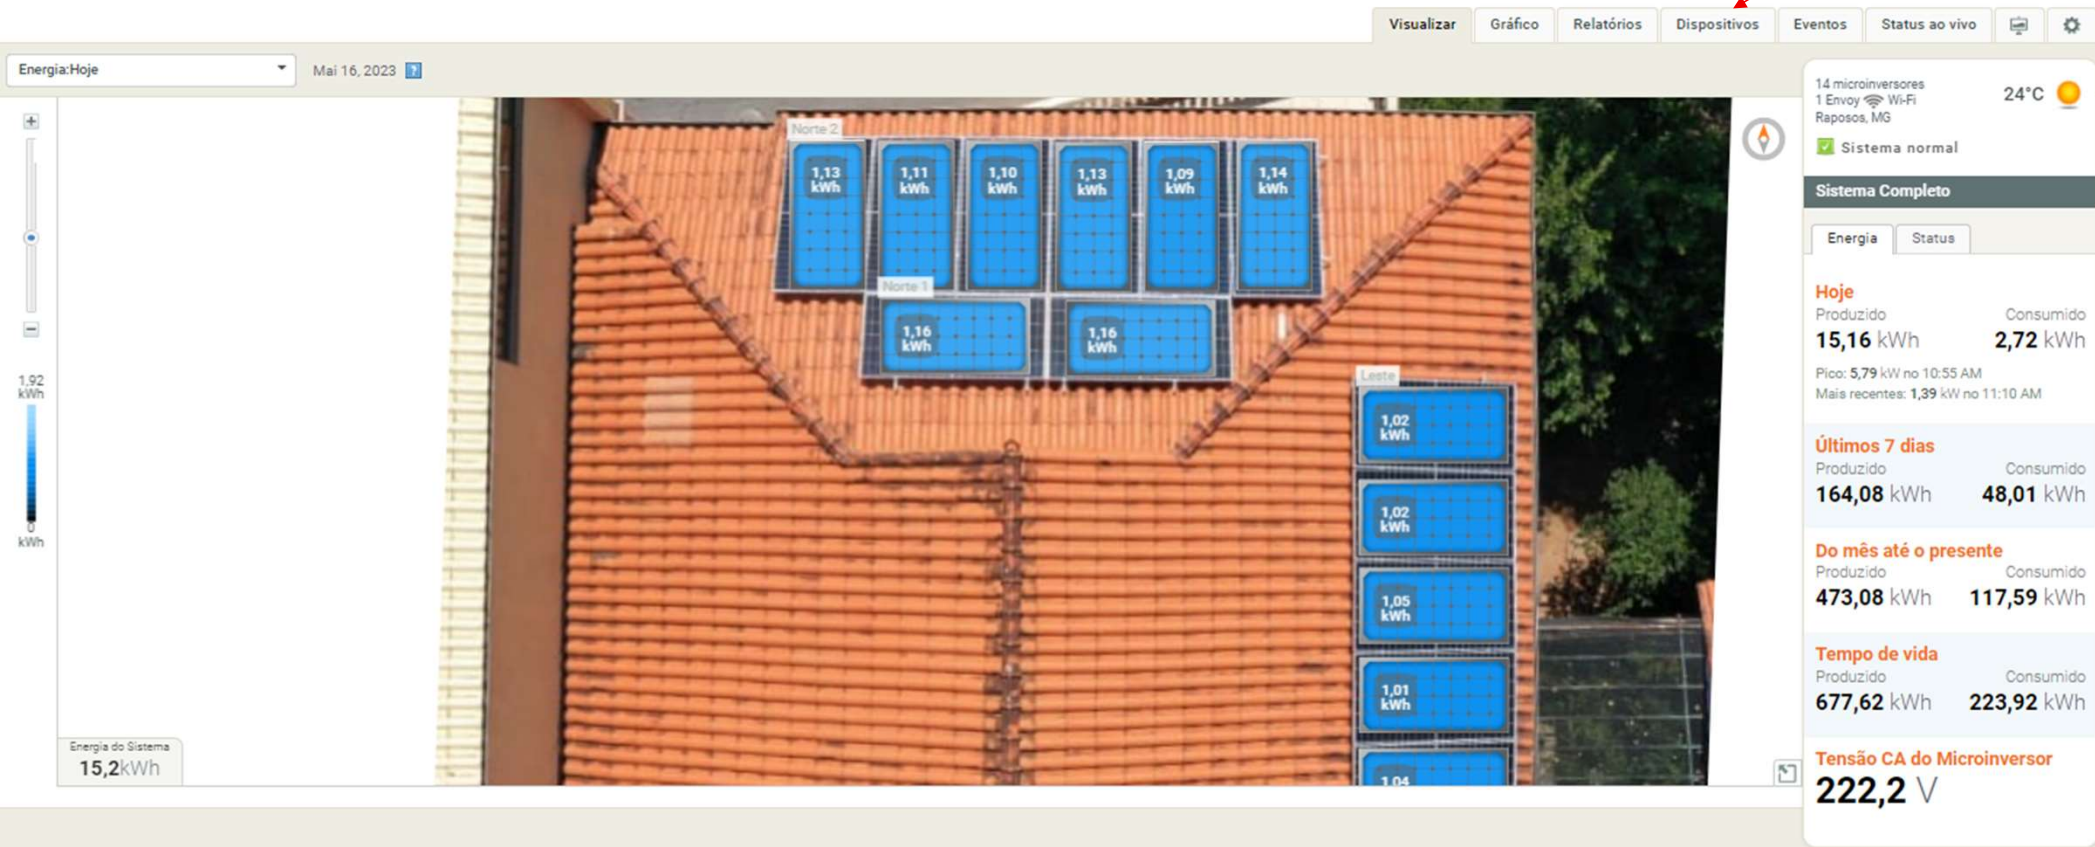 Visualizar
Gráfico
Relatórios
Dispositivos
Eventos
Status ao vivo
Energia:Hoje
Mai 16, 2023
?
14 microinversores
1 Envoy Wi-Fi
Raposos, MG
24°C
Sistema normal
Sistema Completo
Energia
Status
Hoje
Produzido Consumido
15,16 kWh 2,72 kWh
Pico: 5,79 kW no 10:55 AM
Mais recentes: 1,39 kW no 11:10 AM
Últimos 7 dias
Produzido Consumido
164,08 kWh 48,01 kWh
Do mês até o presente
Produzido Consumido
473,08 kWh 117,59 kWh
Tempo de vida
Produzido Consumido
677,62 kWh 223,92 kWh
Tensão CA do Microinversor
222,2 V
1,92
kWh
0
kWh
Norte 2
1,13
kWh
1,11
kWh
1,10
kWh
1,13
kWh
1,09
kWh
1,14
kWh
Norte 1
1,16
kWh
1,16
kWh
Leste
1,02
kWh
1,02
kWh
1,05
kWh
1,01
kWh
1,04
Energia do Sistema
15,2kWh